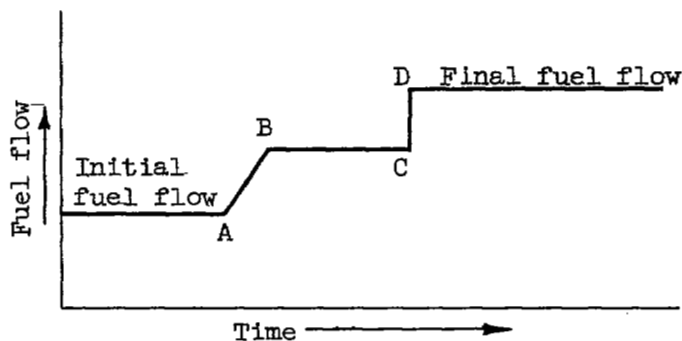 D Final fuel flow
B
C
Initial
fuel flow
A
Fuel flow
Time